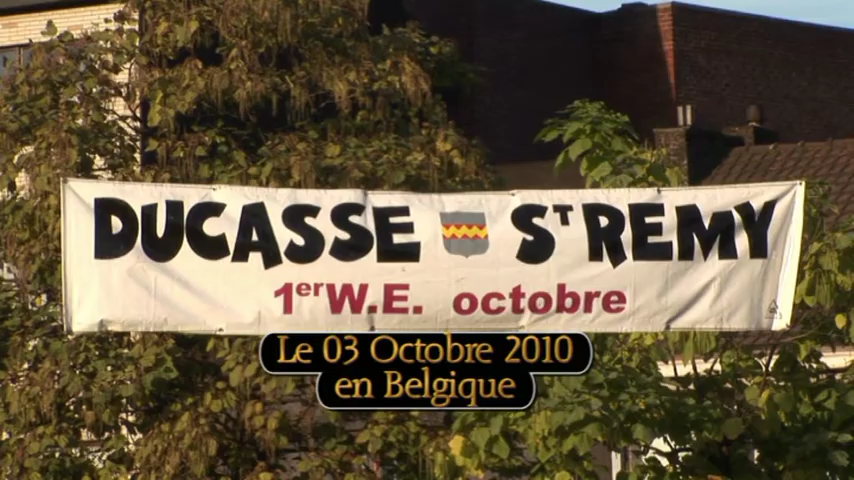 DUCASSE ST REMY
1er W.E. octobre
Le 03 Octobre 2010
en Belgique